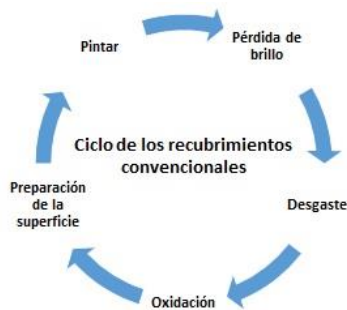 Pintar
Pérdida de
brillo
Ciclo de los recubrimientos
convencionales
Desgaste
Oxidación
Preparación
de la
superficie